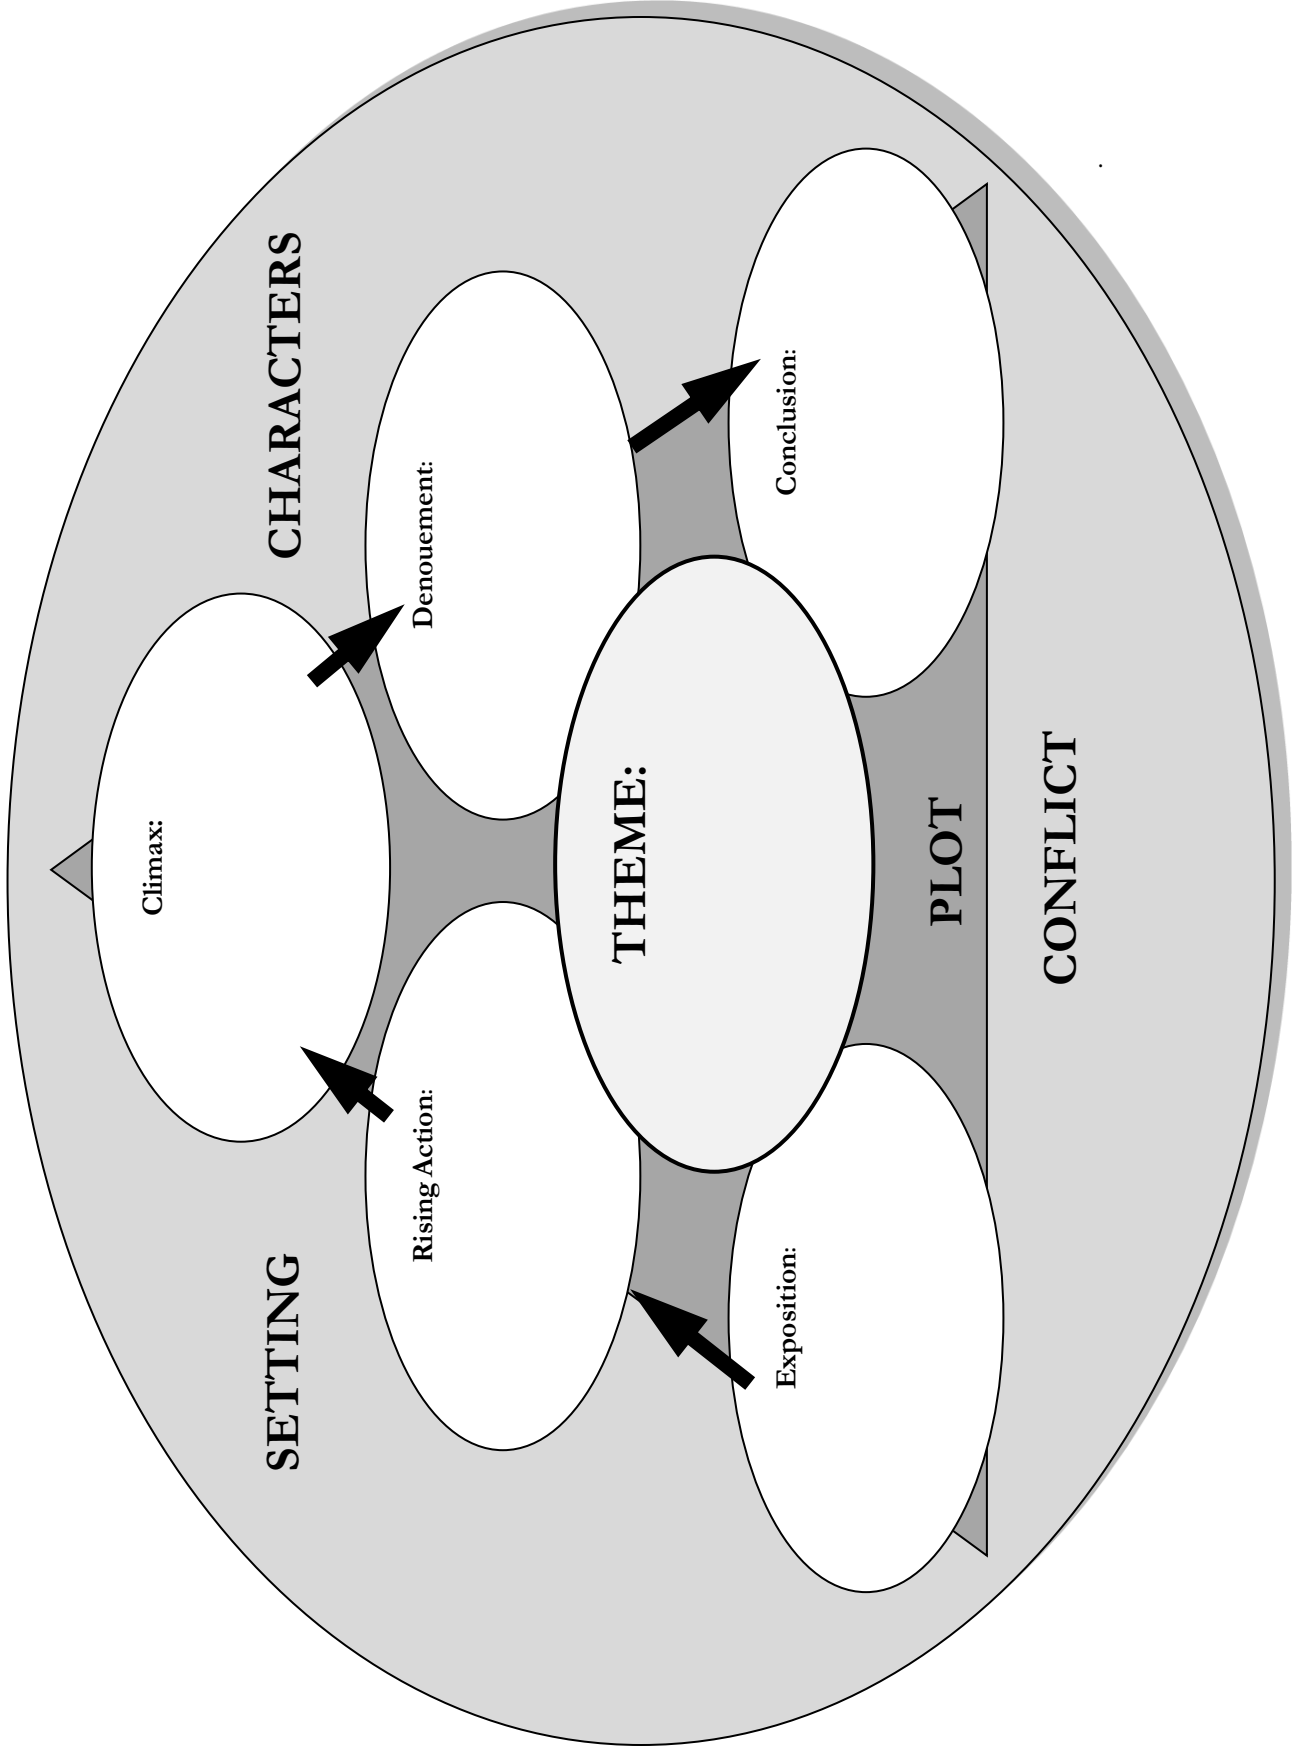 SETTING
CHARACTERS
Climax:
Rising Action:
Denouement:
THEME:
Exposition:
Conclusion:
PLOT
CONFLICT